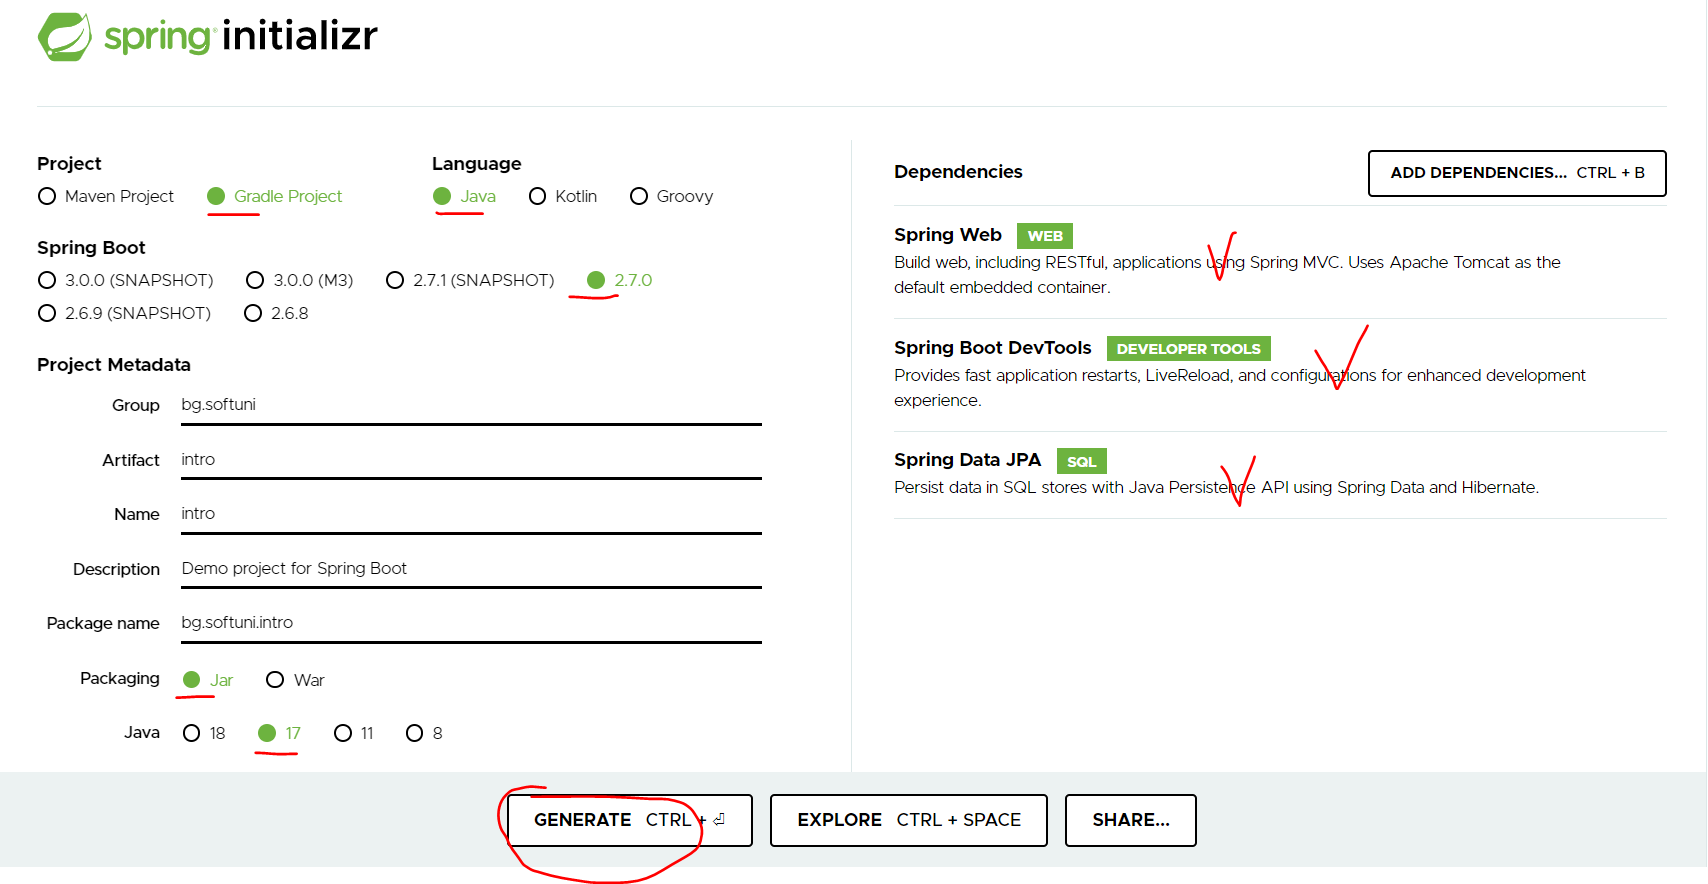 spring initializr
Project
Maven Project Gradle Project
Language
Java Kotlin Groovy
Spring Boot
3.0.0 (SNAPSHOT) 3.0.0 (M3) 2.7.1 (SNAPSHOT) 2.7.0
2.6.9 (SNAPSHOT) 2.6.8
Project Metadata
Group bg.softuni
Artifact intro
Name intro
Description Demo project for Spring Boot
Package name bg.softuni.intro
Packaging Jar War
Java 18 17 11 8
Dependencies
ADD DEPENDENCIES... CTRL + B
Spring Web WEB
Build web, including RESTful, applications using Spring MVC. Uses Apache Tomcat as the
default embedded container.
Spring Boot DevTools DEVELOPER TOOLS
Provides fast application restarts, LiveReload, and configurations for enhanced development
experience.
Spring Data JPA SQL
Persist data in SQL stores with Java Persistence API using Spring Data and Hibernate.
GENERATE CTRL + ⏎ EXPLORE CTRL + SPACE SHARE...